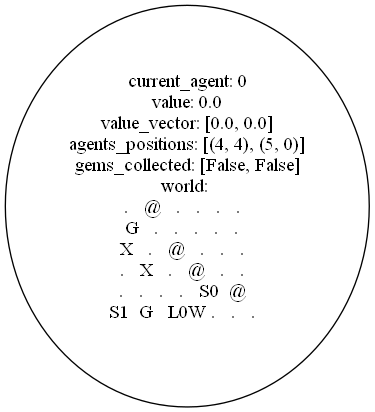 current_agent: 0
value: 0.0
value_vector: [0.0, 0.0]
agents_positions: [(4, 4), (5, 0)]
gems_collected: [False, False]
world:
. @ . . . .
G . . . . .
X . @ . . .
. X . @ . .
. . . . S0 @
S1 G L0W . . .